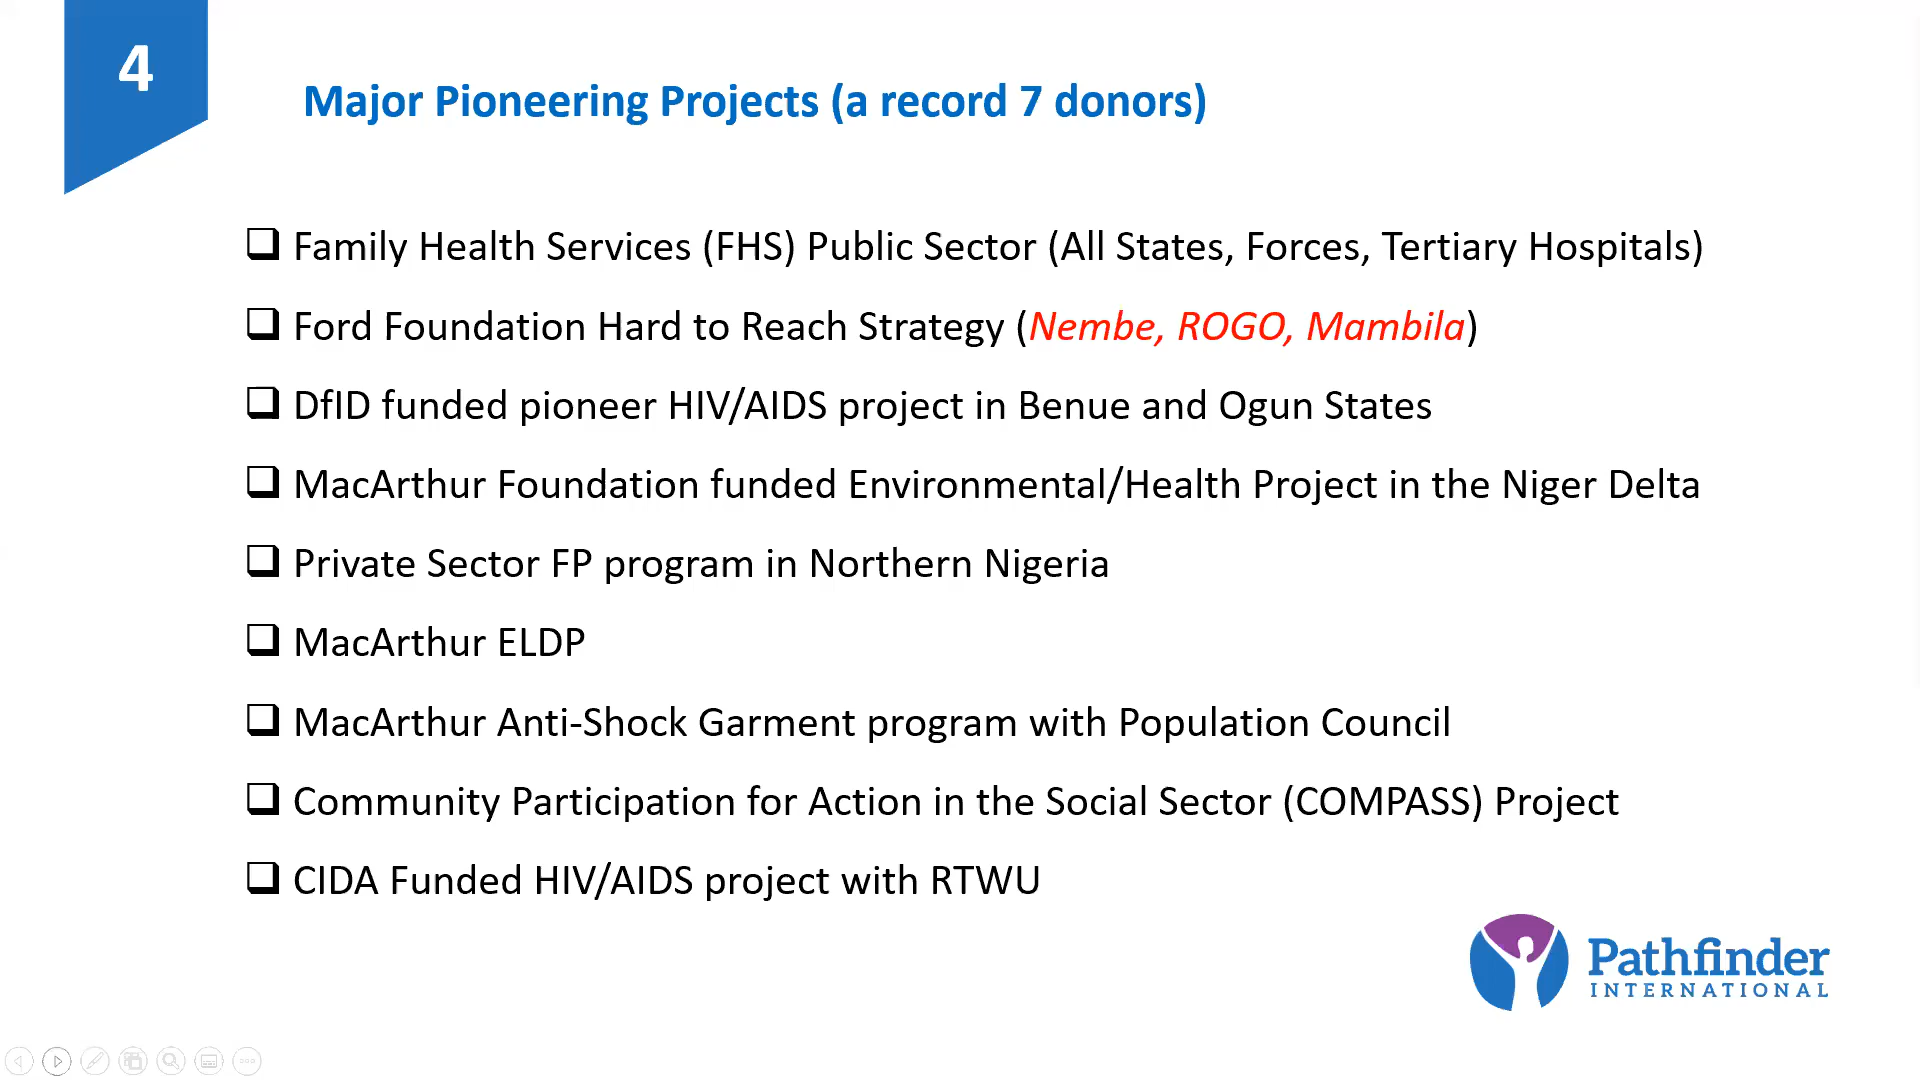 4
Major Pioneering Projects (a record 7 donors)
Family Health Services (FHS) Public Sector (All States, Forces, Tertiary Hospitals)
Ford Foundation Hard to Reach Strategy (Nembe, ROGO, Mambila)
DfID funded pioneer HIV/AIDS project in Benue and Ogun States
MacArthur Foundation funded Environmental/Health Project in the Niger Delta
Private Sector FP program in Northern Nigeria
MacArthur ELDP
MacArthur Anti-Shock Garment program with Population Council
Community Participation for Action in the Social Sector (COMPASS) Project
CIDA Funded HIV/AIDS project with RTWU
Pathfinder
INTERNATIONAL